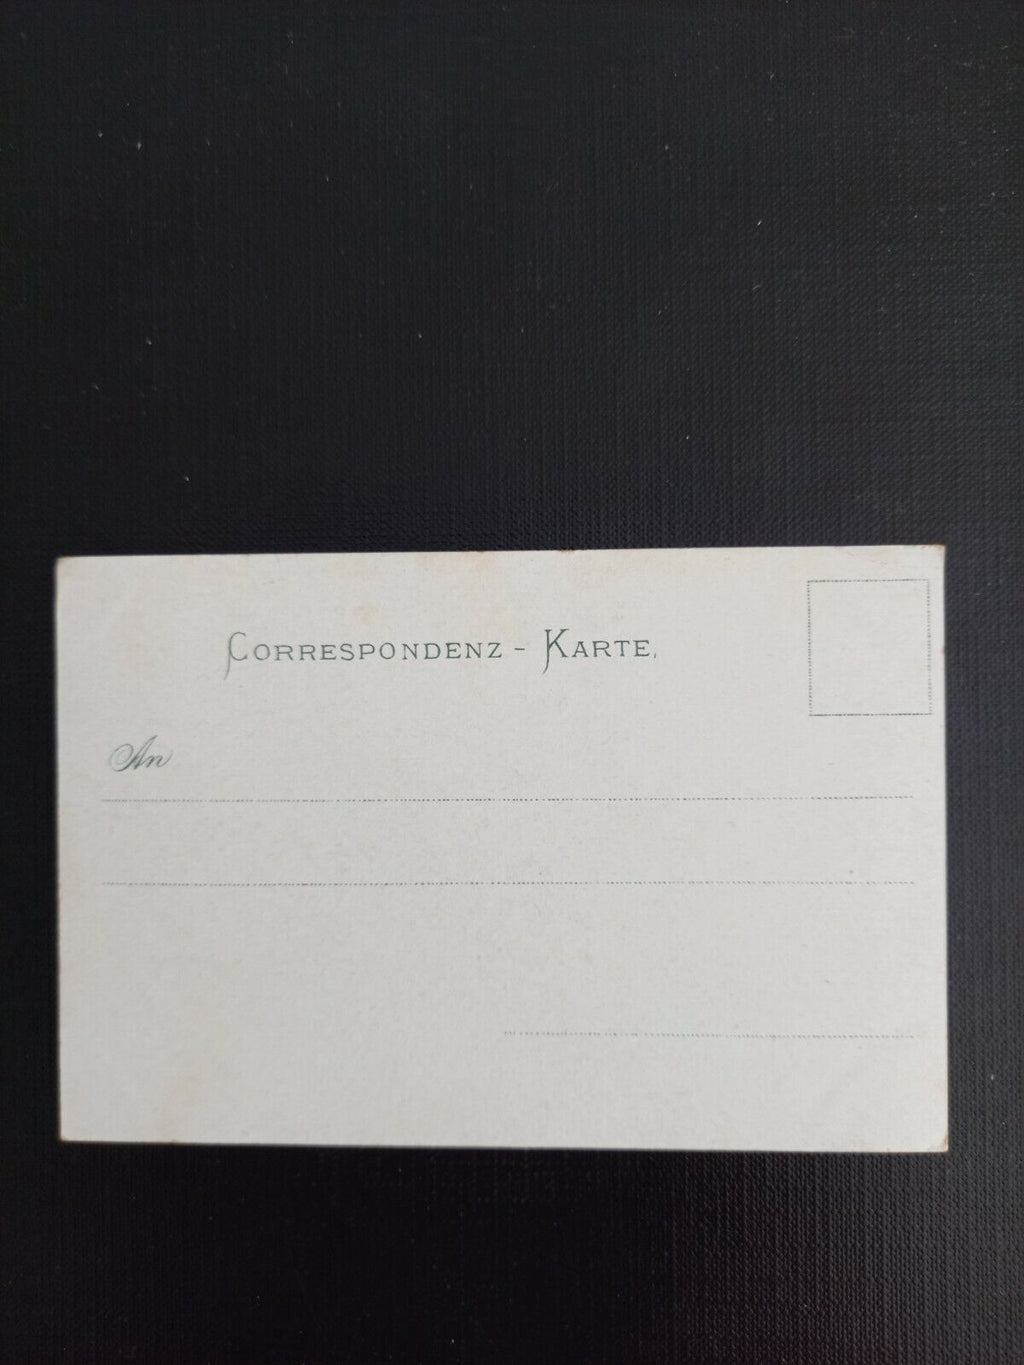 CORRESPONDENZ - KARTE.
An